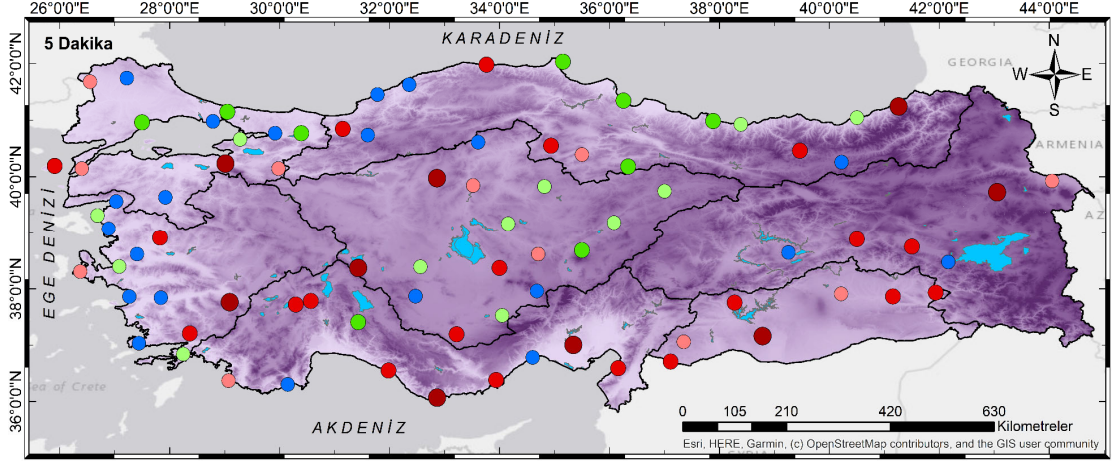 26°0'0"E 28°0'0"E 30°0'0"E 32°0'0"E 34°0'0"E 36°0'0"E 38°0'0"E 40°0'0"E 42°0'0"E 44°0'0"E
5 Dakika
KARADENİZ
N
W E
S
GEORGIA
ARMENIA
AZ
42°0'0"N
40°0'0"N
38°0'0"N
36°0'0"N
EGE DENİZİ
Sea of Crete
AKDENİZ
0 105 210 420 630
Kilometreler
Esri, HERE, Garmin, (c) OpenStreetMap contributors, and the GIS user community